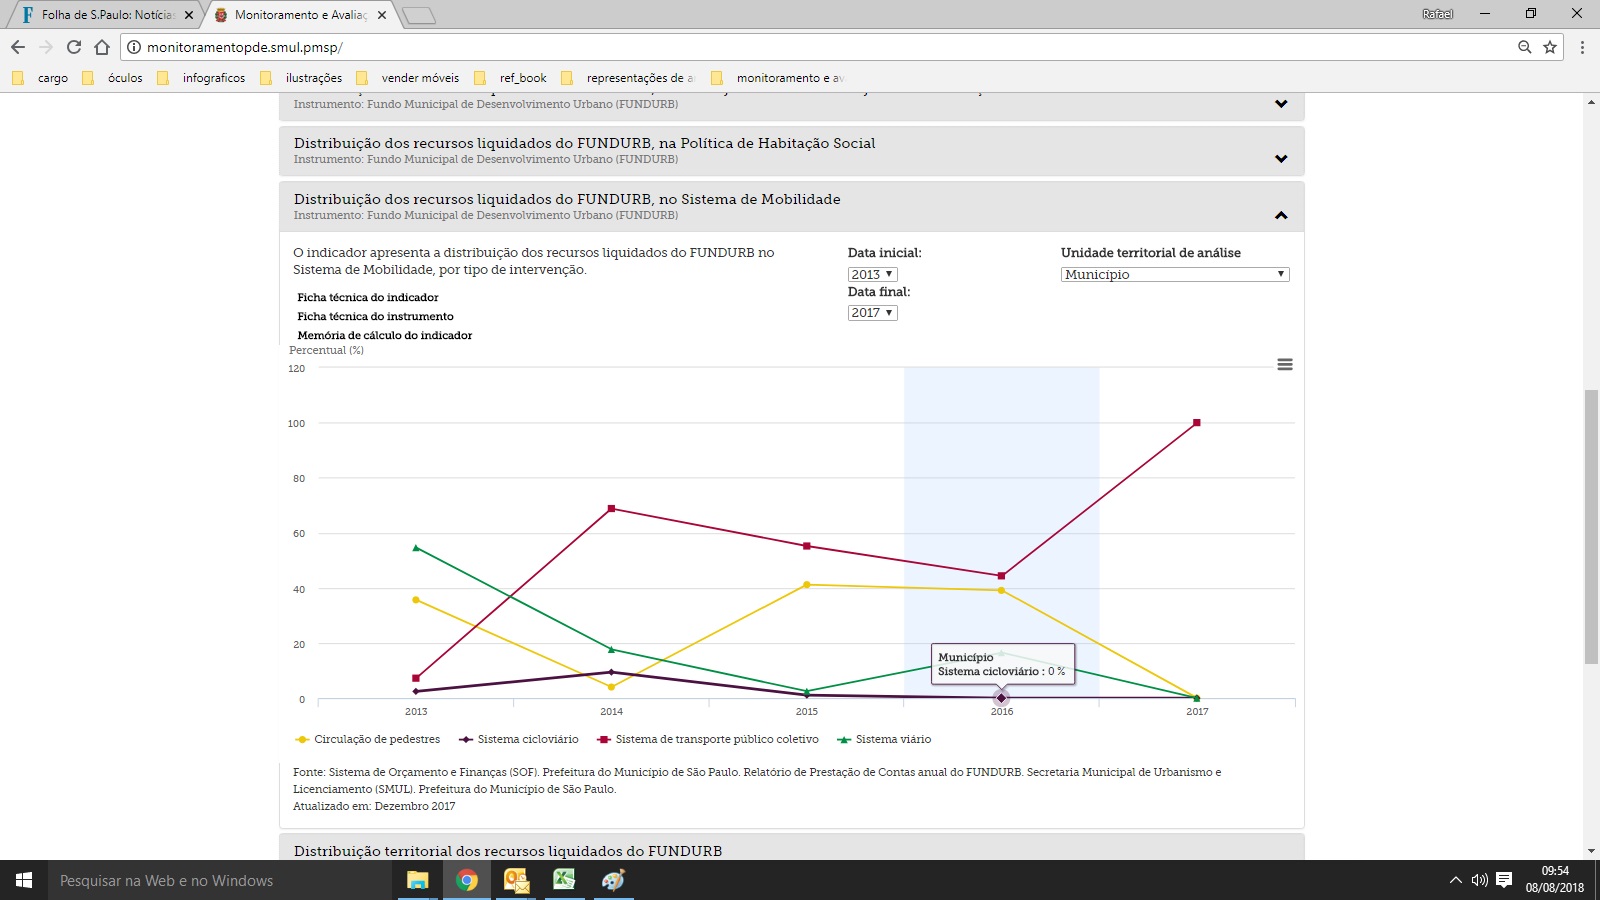 Folha de S.Paulo: Notícias
Monitoramento e Avaliaç
Rafael
monitoramentopde.smul.pmsp/
cargo
óculos
infograficos
ilustrações
vender móveis
ref_book
representações de a
monitoramento e av
Instrumento: Fundo Municipal de Desenvolvimento Urbano (FUNDURB)
Distribuição dos recursos liquidados do FUNDURB, na Política de Habitação Social
Instrumento: Fundo Municipal de Desenvolvimento Urbano (FUNDURB)
Distribuição dos recursos liquidados do FUNDURB, no Sistema de Mobilidade
Instrumento: Fundo Municipal de Desenvolvimento Urbano (FUNDURB)
O indicador apresenta a distribuição dos recursos liquidados do FUNDURB no
Sistema de Mobilidade, por tipo de intervenção.
Ficha técnica do indicador
Ficha técnica do instrumento
Memória de cálculo do indicador
Data inicial:
2013
Data final:
2017
Unidade territorial de análise
Município
Percentual (%)
120
100
80
60
40
20
0
Município
Sistema cicloviário : 0 %
2013
2014
2015
2016
2017
Circulação de pedestres
Sistema cicloviário
Sistema de transporte público coletivo
Sistema viário
Fonte: Sistema de Orçamento e Finanças (SOF). Prefeitura do Município de São Paulo. Relatório de Prestação de Contas anual do FUNDURB. Secretaria Municipal de Urbanismo e
Licenciamento (SMUL). Prefeitura do Município de São Paulo.
Atualizado em: Dezembro 2017
Distribuição territorial dos recursos liquidados do FUNDURB
Pesquisar na Web e no Windows
09:54
08/08/2018